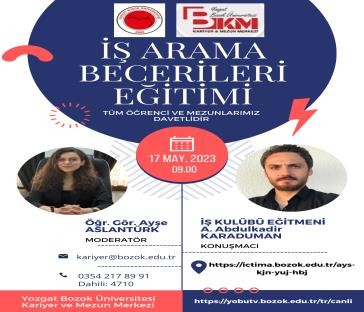 Yozgat
Bozok Üniversitesi
BKM
KARİYER & MEZUN MERKEZİ
İŞ ARAMA
BECERİLERİ
EĞİTİMİ
TÜM ÖĞRENCİ VE MEZUNLARIMIZ
DAVETLİDİR
17 MAY, 2023
09.00
Öğr. Gör. Ayşe
ASLANTÜRK
MODERATÖR
kariyer@bozok.edu.tr
0354 217 89 91
Dahili: 4710
Yozgat Bozok Üniversitesi
Kariyer ve Mezun Merkezi
İŞ KULÜBÜ EĞİTMENİ
A. Abdulkadir
KARADUMAN
KONUŞMACI
https://ictima.bozok.edu.tr/ays-
kjn-yuj-hbj
https://yobutv.bozok.edu.tr/tr/canli